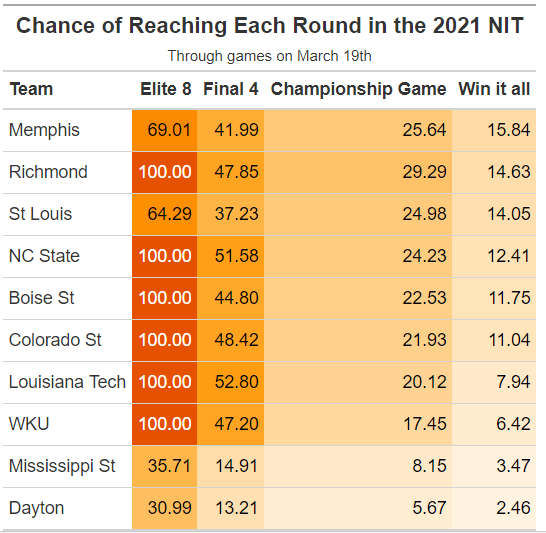 Chance of Reaching Each Round in the 2021 NIT
Through games on March 19th
Team Elite 8 Final 4 Championship Game Win it all
Memphis 69.01 41.99 25.64 15.84
Richmond 100.00 47.85 29.29 14.63
St Louis 64.29 37.23 24.98 14.05
NC State 100.00 51.58 24.23 12.41
Boise St 100.00 44.80 22.53 11.75
Colorado St 100.00 48.42 21.93 11.04
Louisiana Tech 100.00 52.80 20.12 7.94
WKU 100.00 47.20 17.45 6.42
Mississippi St 35.71 14.91 8.15 3.47
Dayton 30.99 13.21 5.67 2.46